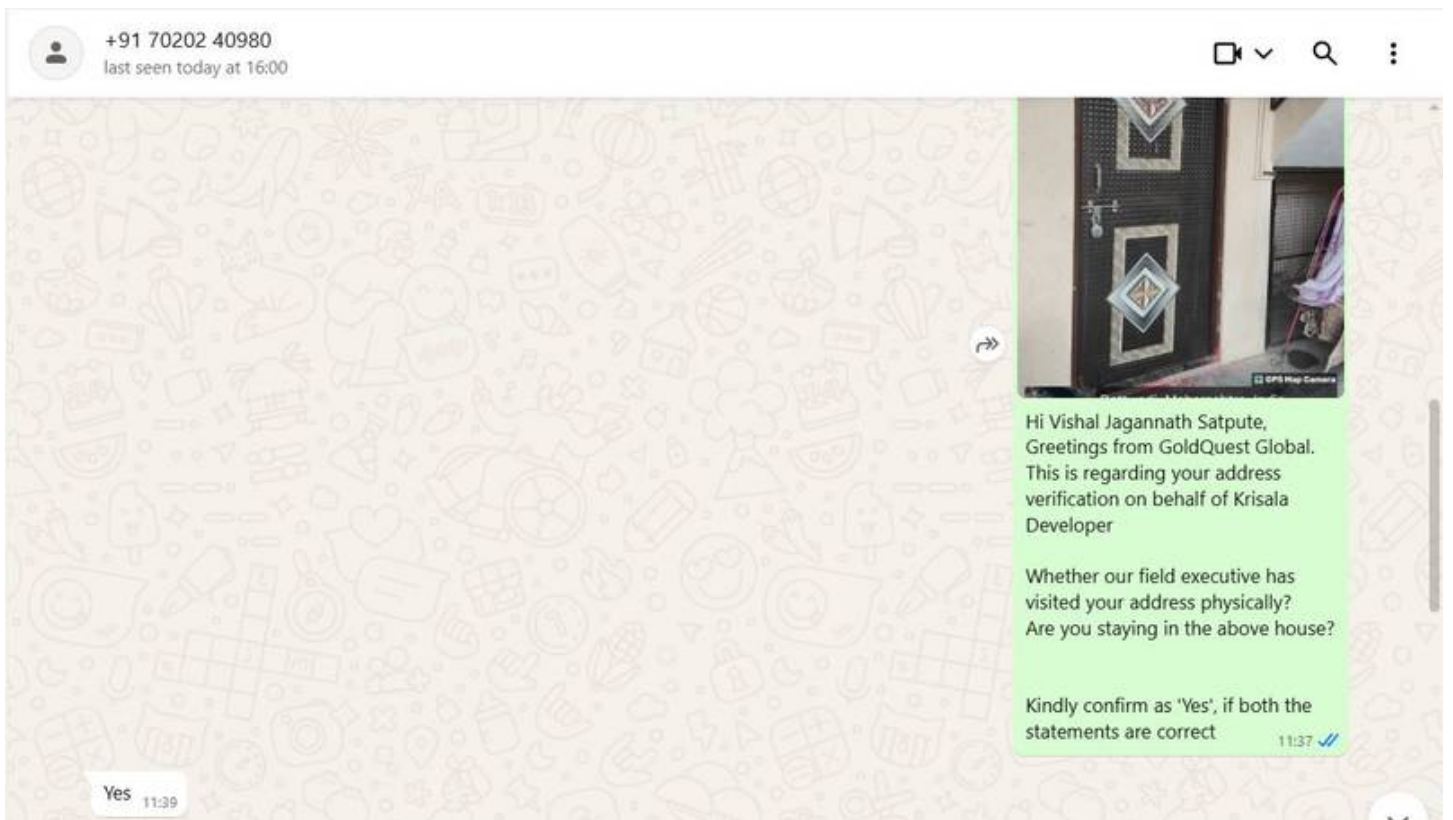 +91 70202 40980
last seen today at 16:00
GPS Map Camera
Hi Vishal Jagannath Satpute,
Greetings from GoldQuest Global.
This is regarding your address
verification on behalf of Krisala
Developer
Whether our field executive has
visited your address physically?
Are you staying in the above house?
Kindly confirm as 'Yes', if both the
statements are correct
11:37
Yes 11:39